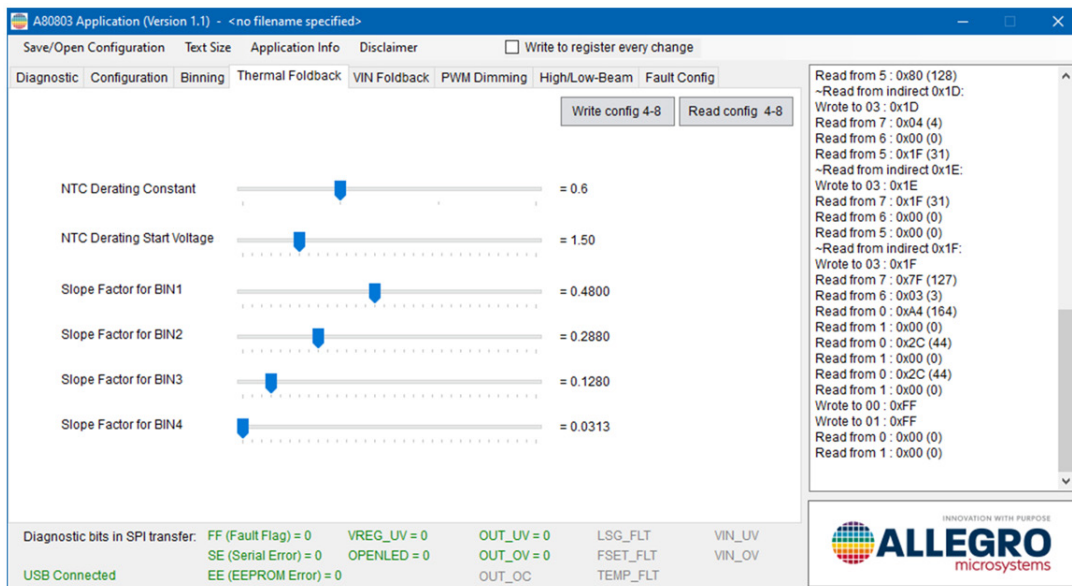 A80803 Application (Version 1.1)  -  <no filename specified>
Save/Open Configuration Text Size Application Info Disclaimer Write to register every change
Diagnostic Configuration Binning Thermal Foldback VIN Foldback PWM Dimming High/Low-Beam Fault Config
Write config 4-8 Read config  4-8
NTC Derating Constant = 0.6
NTC Derating Start Voltage = 1.50
Slope Factor for BIN1 = 0.4800
Slope Factor for BIN2 = 0.2880
Slope Factor for BIN3 = 0.1280
Slope Factor for BIN4 = 0.0313
Read from 5 : 0x80 (128)
~Read from indirect 0x1D:
Wrote to 03 : 0x1D
Read from 7 : 0x04 (4)
Read from 6 : 0x00 (0)
Read from 5 : 0x1F (31)
~Read from indirect 0x1E:
Wrote to 03 : 0x1E
Read from 7 : 0x1F (31)
Read from 6 : 0x00 (0)
Read from 5 : 0x00 (0)
~Read from indirect 0x1F:
Wrote to 03 : 0x1F
Read from 7 : 0x7F (127)
Read from 6 : 0x03 (3)
Read from 0 : 0xA4 (164)
Read from 1 : 0x00 (0)
Read from 0 : 0x2C (44)
Read from 1 : 0x00 (0)
Read from 0 : 0x2C (44)
Read from 1 : 0x00 (0)
Wrote to 00 : 0xFF
Wrote to 01 : 0xFF
Read from 0 : 0x00 (0)
Read from 1 : 0x00 (0)
Diagnostic bits in SPI transfer: FF (Fault Flag) = 0 VREG_UV = 0 OUT_UV = 0 LSG_FLT VIN_UV
SE (Serial Error) = 0 OPENLED = 0 OUT_OV = 0 FSET_FLT VIN_OV
USB Connected EE (EEPROM Error) = 0 OUT_OC TEMP_FLT
INNOVATION WITH PURPOSE
ALLEGRO
microsystems